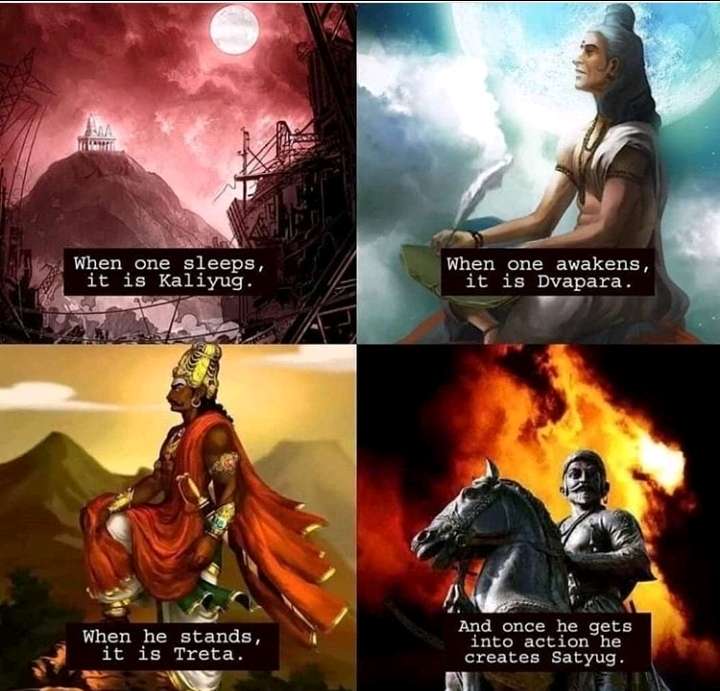 When one sleeps,
it is Kaliyug.
When one awakens,
it is Dvapara.
When he stands,
it is Treta.
And once he gets
into action he
creates Satyug.